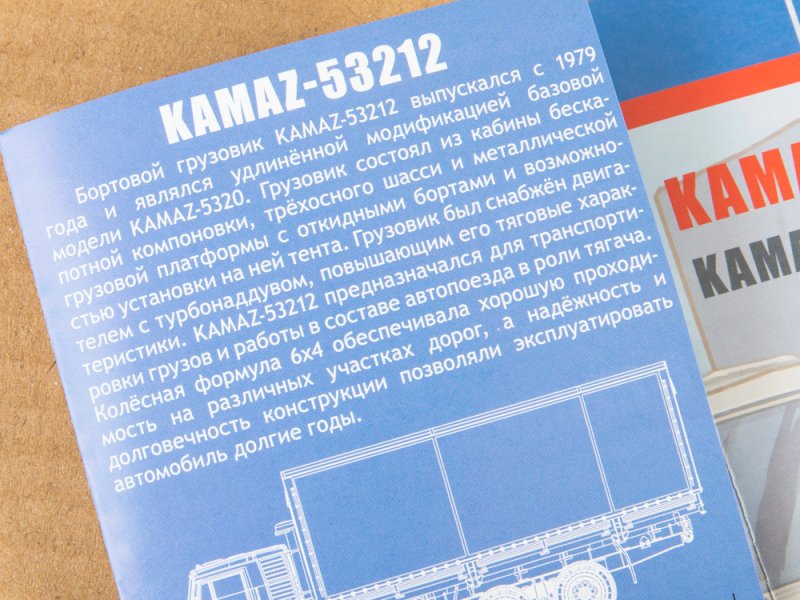 KAMAZ-53212
Бортовой грузовик KAMAZ-53212 выпускался с 1979
года и являлся удлинённой модификацией базовой
модели KAMAZ-5320. Грузовик состоял из кабины беска-
потной компоновки, трёхосного шасси и металлической
грузовой платформы с откидными бортами и возможно-
стью установки на ней тента. Грузовик был снабжён двига-
телем с турбонаддувом, повышающим его тяговые харак-
теристики. KAMAZ-53212 предназначался для транспорти-
ровки грузов и работы в составе автопоезда в роли тягача.
Колёсная формула 6х4 обеспечивала хорошую проходи-
мость на различных участках дорог, а надёжность и
долговечность конструкции позволяли эксплуатировать
автомобиль долгие годы.
KAMA
KAMA